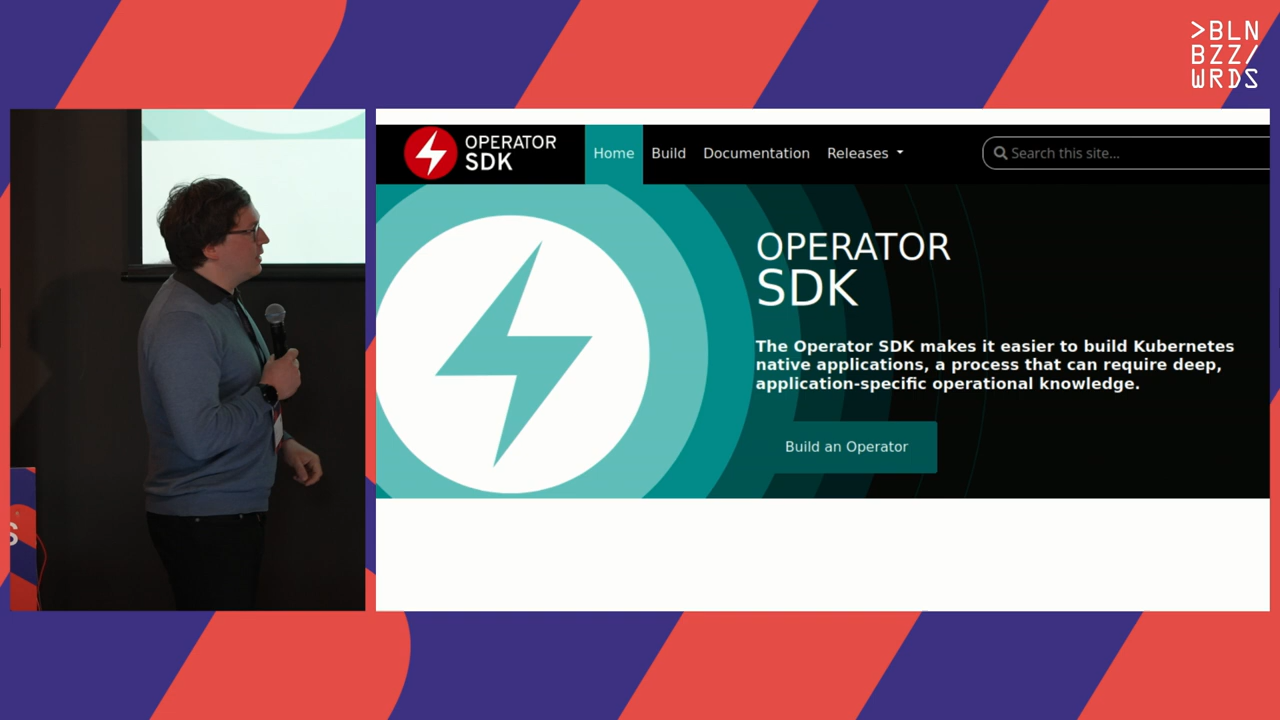 >BLN
BZZ/
WRDS
OPERATOR
SDK
Home
Build
Documentation
Releases
Search this site...
OPERATOR
SDK
The Operator SDK makes it easier to build Kubernetes
native applications, a process that can require deep,
application-specific operational knowledge.
Build an Operator
S